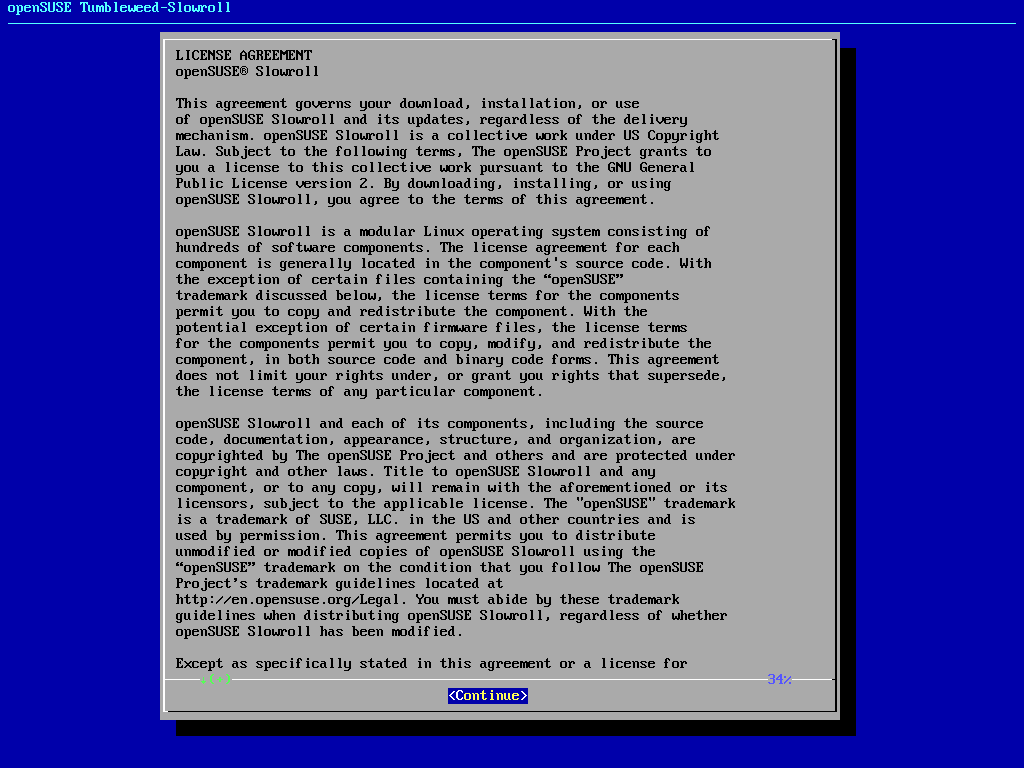 openSUSE Tumbleweed-Slowroll
LICENSE AGREEMENT
openSUSE® Slowroll
This agreement governs your download, installation, or use
of openSUSE Slowroll and its updates, regardless of the delivery
mechanism. openSUSE Slowroll is a collective work under US Copyright
Law. Subject to the following terms, The openSUSE Project grants to
you a license to this collective work pursuant to the GNU General
Public License version 2. By downloading, installing, or using
openSUSE Slowroll, you agree to the terms of this agreement.
openSUSE Slowroll is a modular Linux operating system consisting of
hundreds of software components. The license agreement for each
component is generally located in the component's source code. With
the exception of certain files containing the “openSUSE”
trademark discussed below, the license terms for the components
permit you to copy and redistribute the component. With the
potential exception of certain firmware files, the license terms
for the components permit you to copy, modify, and redistribute the
component, in both source code and binary code forms. This agreement
does not limit your rights under, or grant you rights that supersede,
the license terms of any particular component.
openSUSE Slowroll and each of its components, including the source
code, documentation, appearance, structure, and organization, are
copyrighted by The openSUSE Project and others and are protected under
copyright and other laws. Title to openSUSE Slowroll and any
component, or to any copy, will remain with the aforementioned or its
licensors, subject to the applicable license. The "openSUSE" trademark
is a trademark of SUSE, LLC. in the US and other countries and is
used by permission. This agreement permits you to distribute
unmodified or modified copies of openSUSE Slowroll using the
“openSUSE” trademark on the condition that you follow The openSUSE
Project’s trademark guidelines located at
http://en.opensuse.org/Legal. You must abide by these trademark
guidelines when distributing openSUSE Slowroll, regardless of whether
openSUSE Slowroll has been modified.
Except as specifically stated in this agreement or a license for
34%
<Continue>